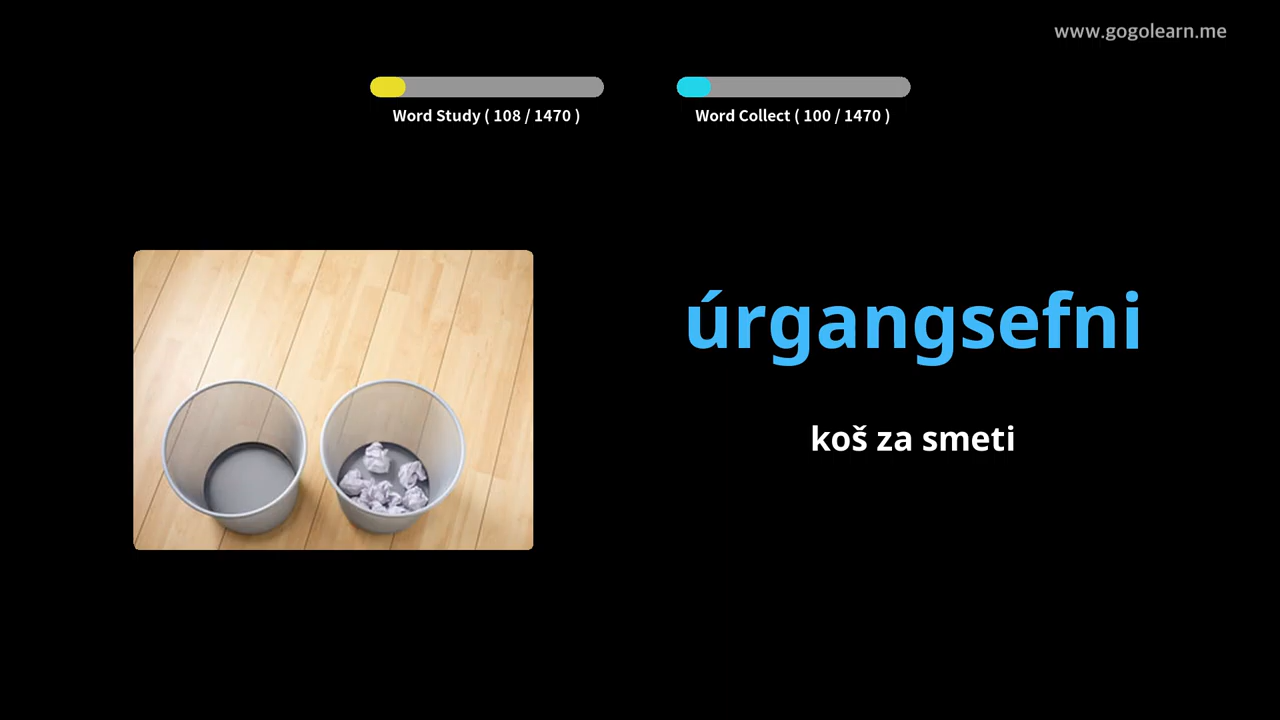 www.gogolearn.me
Word Study ( 108 / 1470 )
Word Collect ( 100 / 1470 )
úrgangsefni
koš za smeti